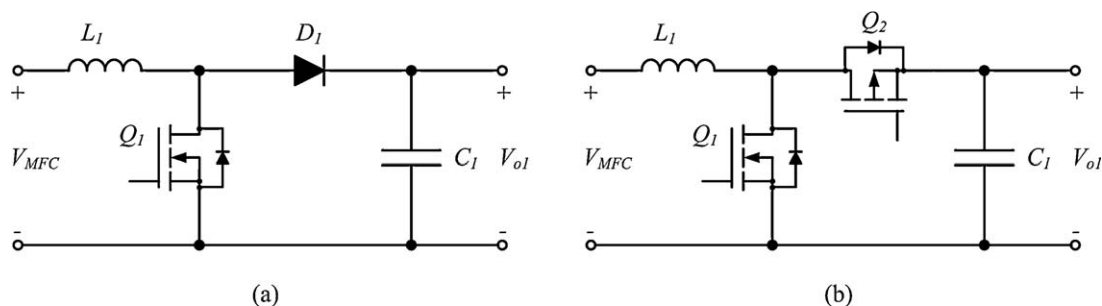 L1
D1
Q1
+
+
VMFC
C1
Vo1
-
-
(a)
L1
Q2
Q1
+
+
VMFC
C1
Vo1
-
-
(b)